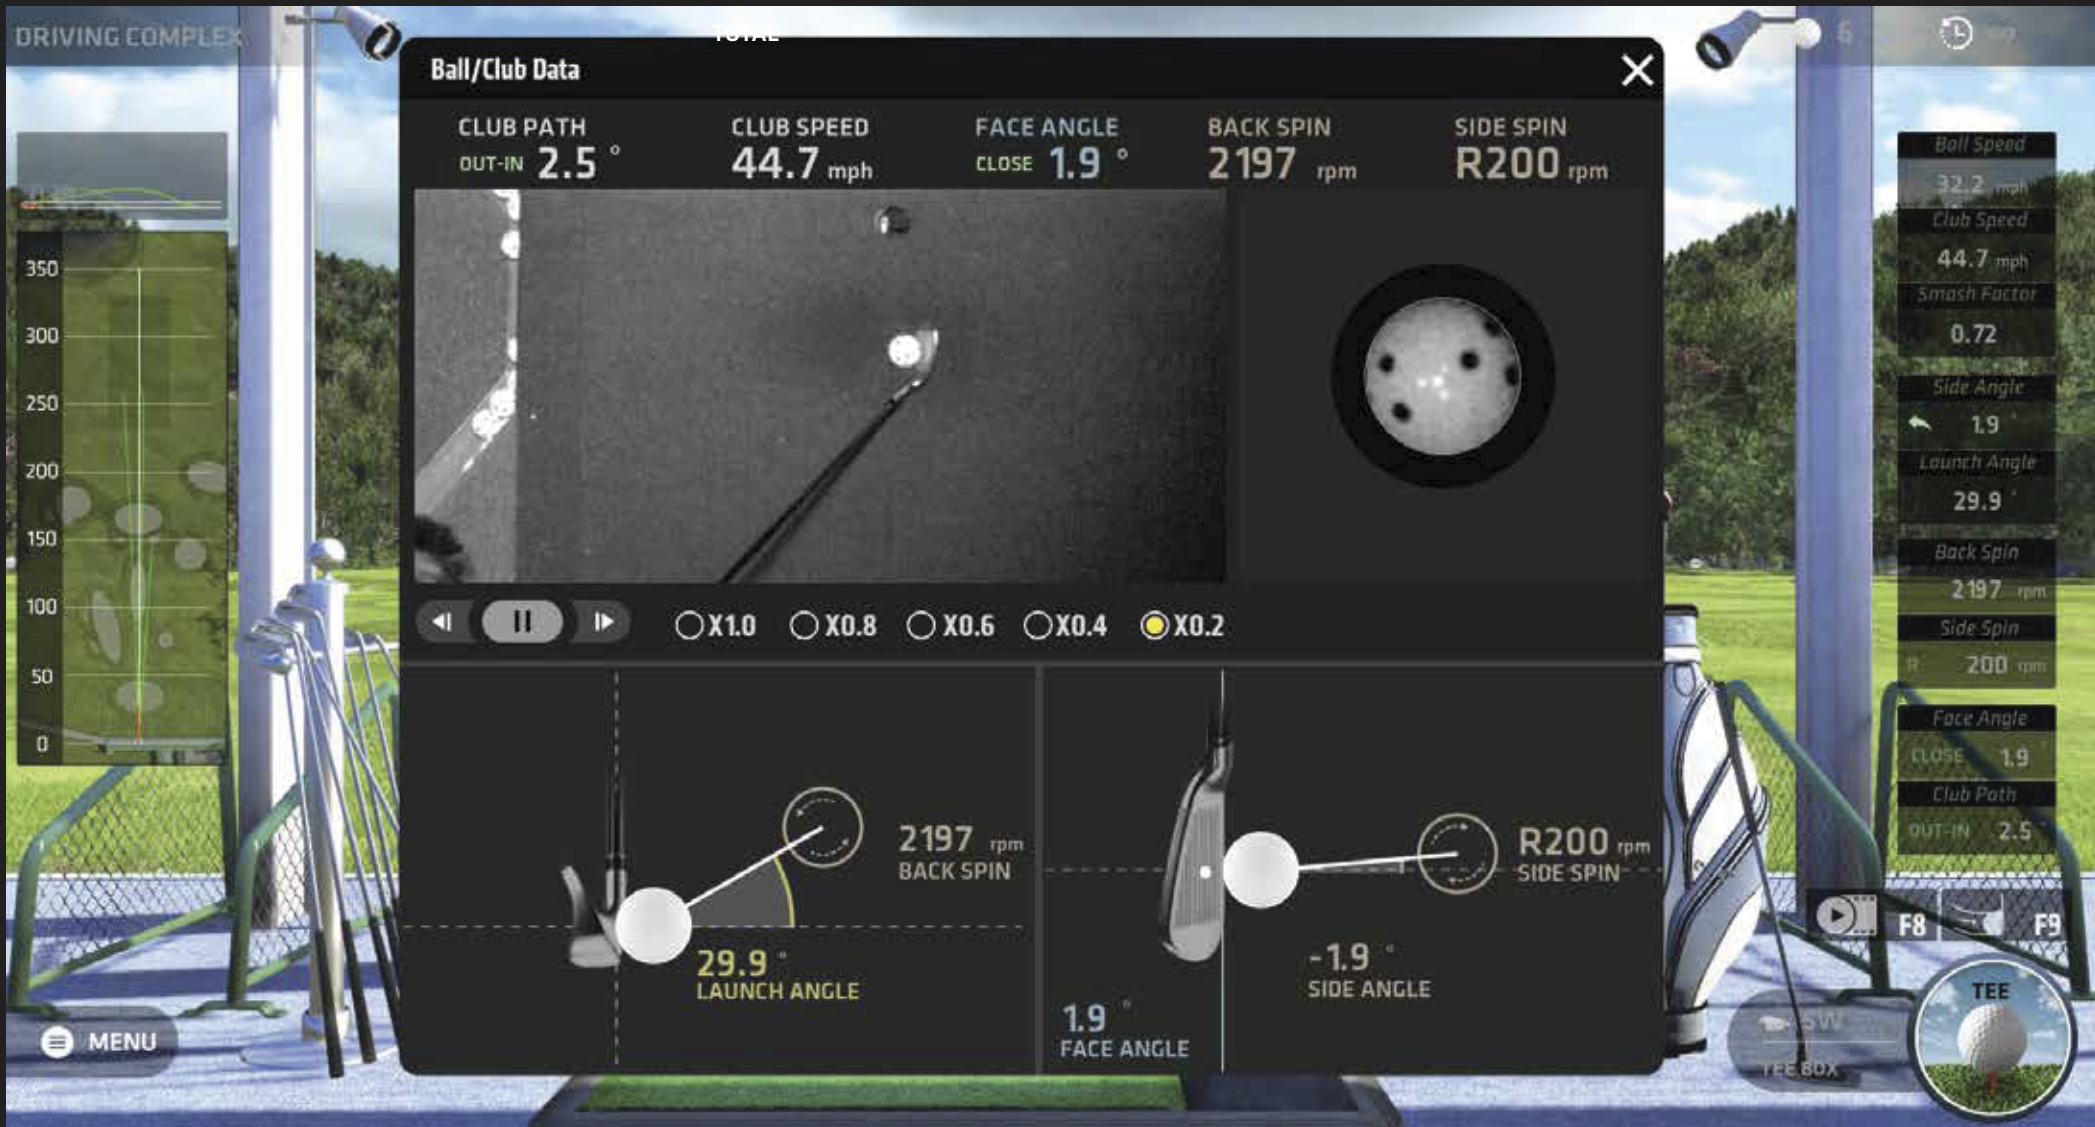 DRIVING COMPLEX
TOTAL
6
Ball/Club Data
CLUB PATH
OUT-IN 2.5 °
CLUB SPEED
44.7 mph
FACE ANGLE
CLOSE 1.9 °
BACK SPIN
2197 rpm
SIDE SPIN
R200 rpm
350
300
250
200
150
100
50
0
X1.0
X0.8
X0.6
X0.4
X0.2
2197 rpm
BACK SPIN
29.9 °
LAUNCH ANGLE
R200 rpm
SIDE SPIN
-1.9 °
SIDE ANGLE
1.9 °
FACE ANGLE
Ball Speed
32.2 mph
Club Speed
44.7 mph
Smash Factor
0.72
Side Angle
1.9 °
Launch Angle
29.9 °
Back Spin
2197 rpm
Side Spin
R 200 rpm
Face Angle
CLOSE 1.9
Club Path
OUT-IN 2.5
F8
F9
MENU
SW
TEE BOX
TEE